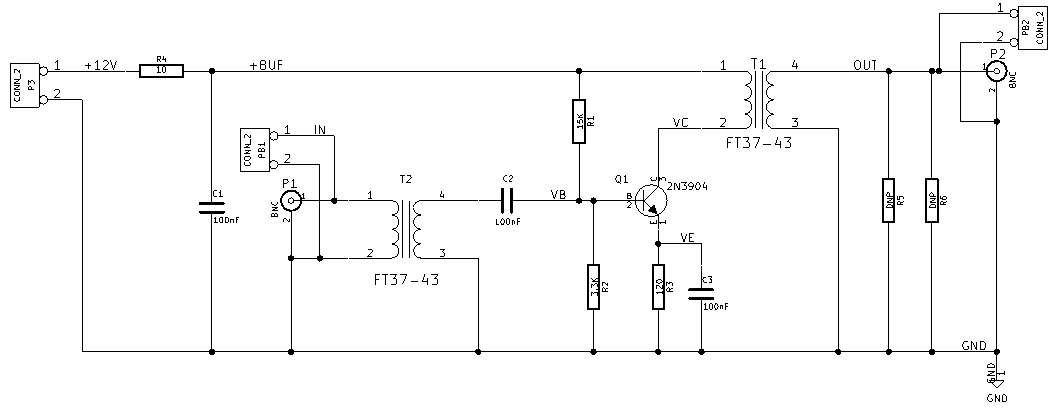 CONN_2
P3
1
+12V
2
R4
10
+BUF
C1
100nF
CONN_2
PB1
1
IN
2
P1
BNC
1
2
T2
1
4
2
3
FT37-43
C2
100nF
VB
15K
R1
3.3K
R2
Q1
2N3904
B
2
C
3
E
1
VE
120
R3
C3
100nF
VC
T1
1
4
2
3
FT37-43
OUT
DNP
R5
DNP
R6
1
2
PB2
CONN_2
P2
1
BNC
2
GND
GND
1
GND